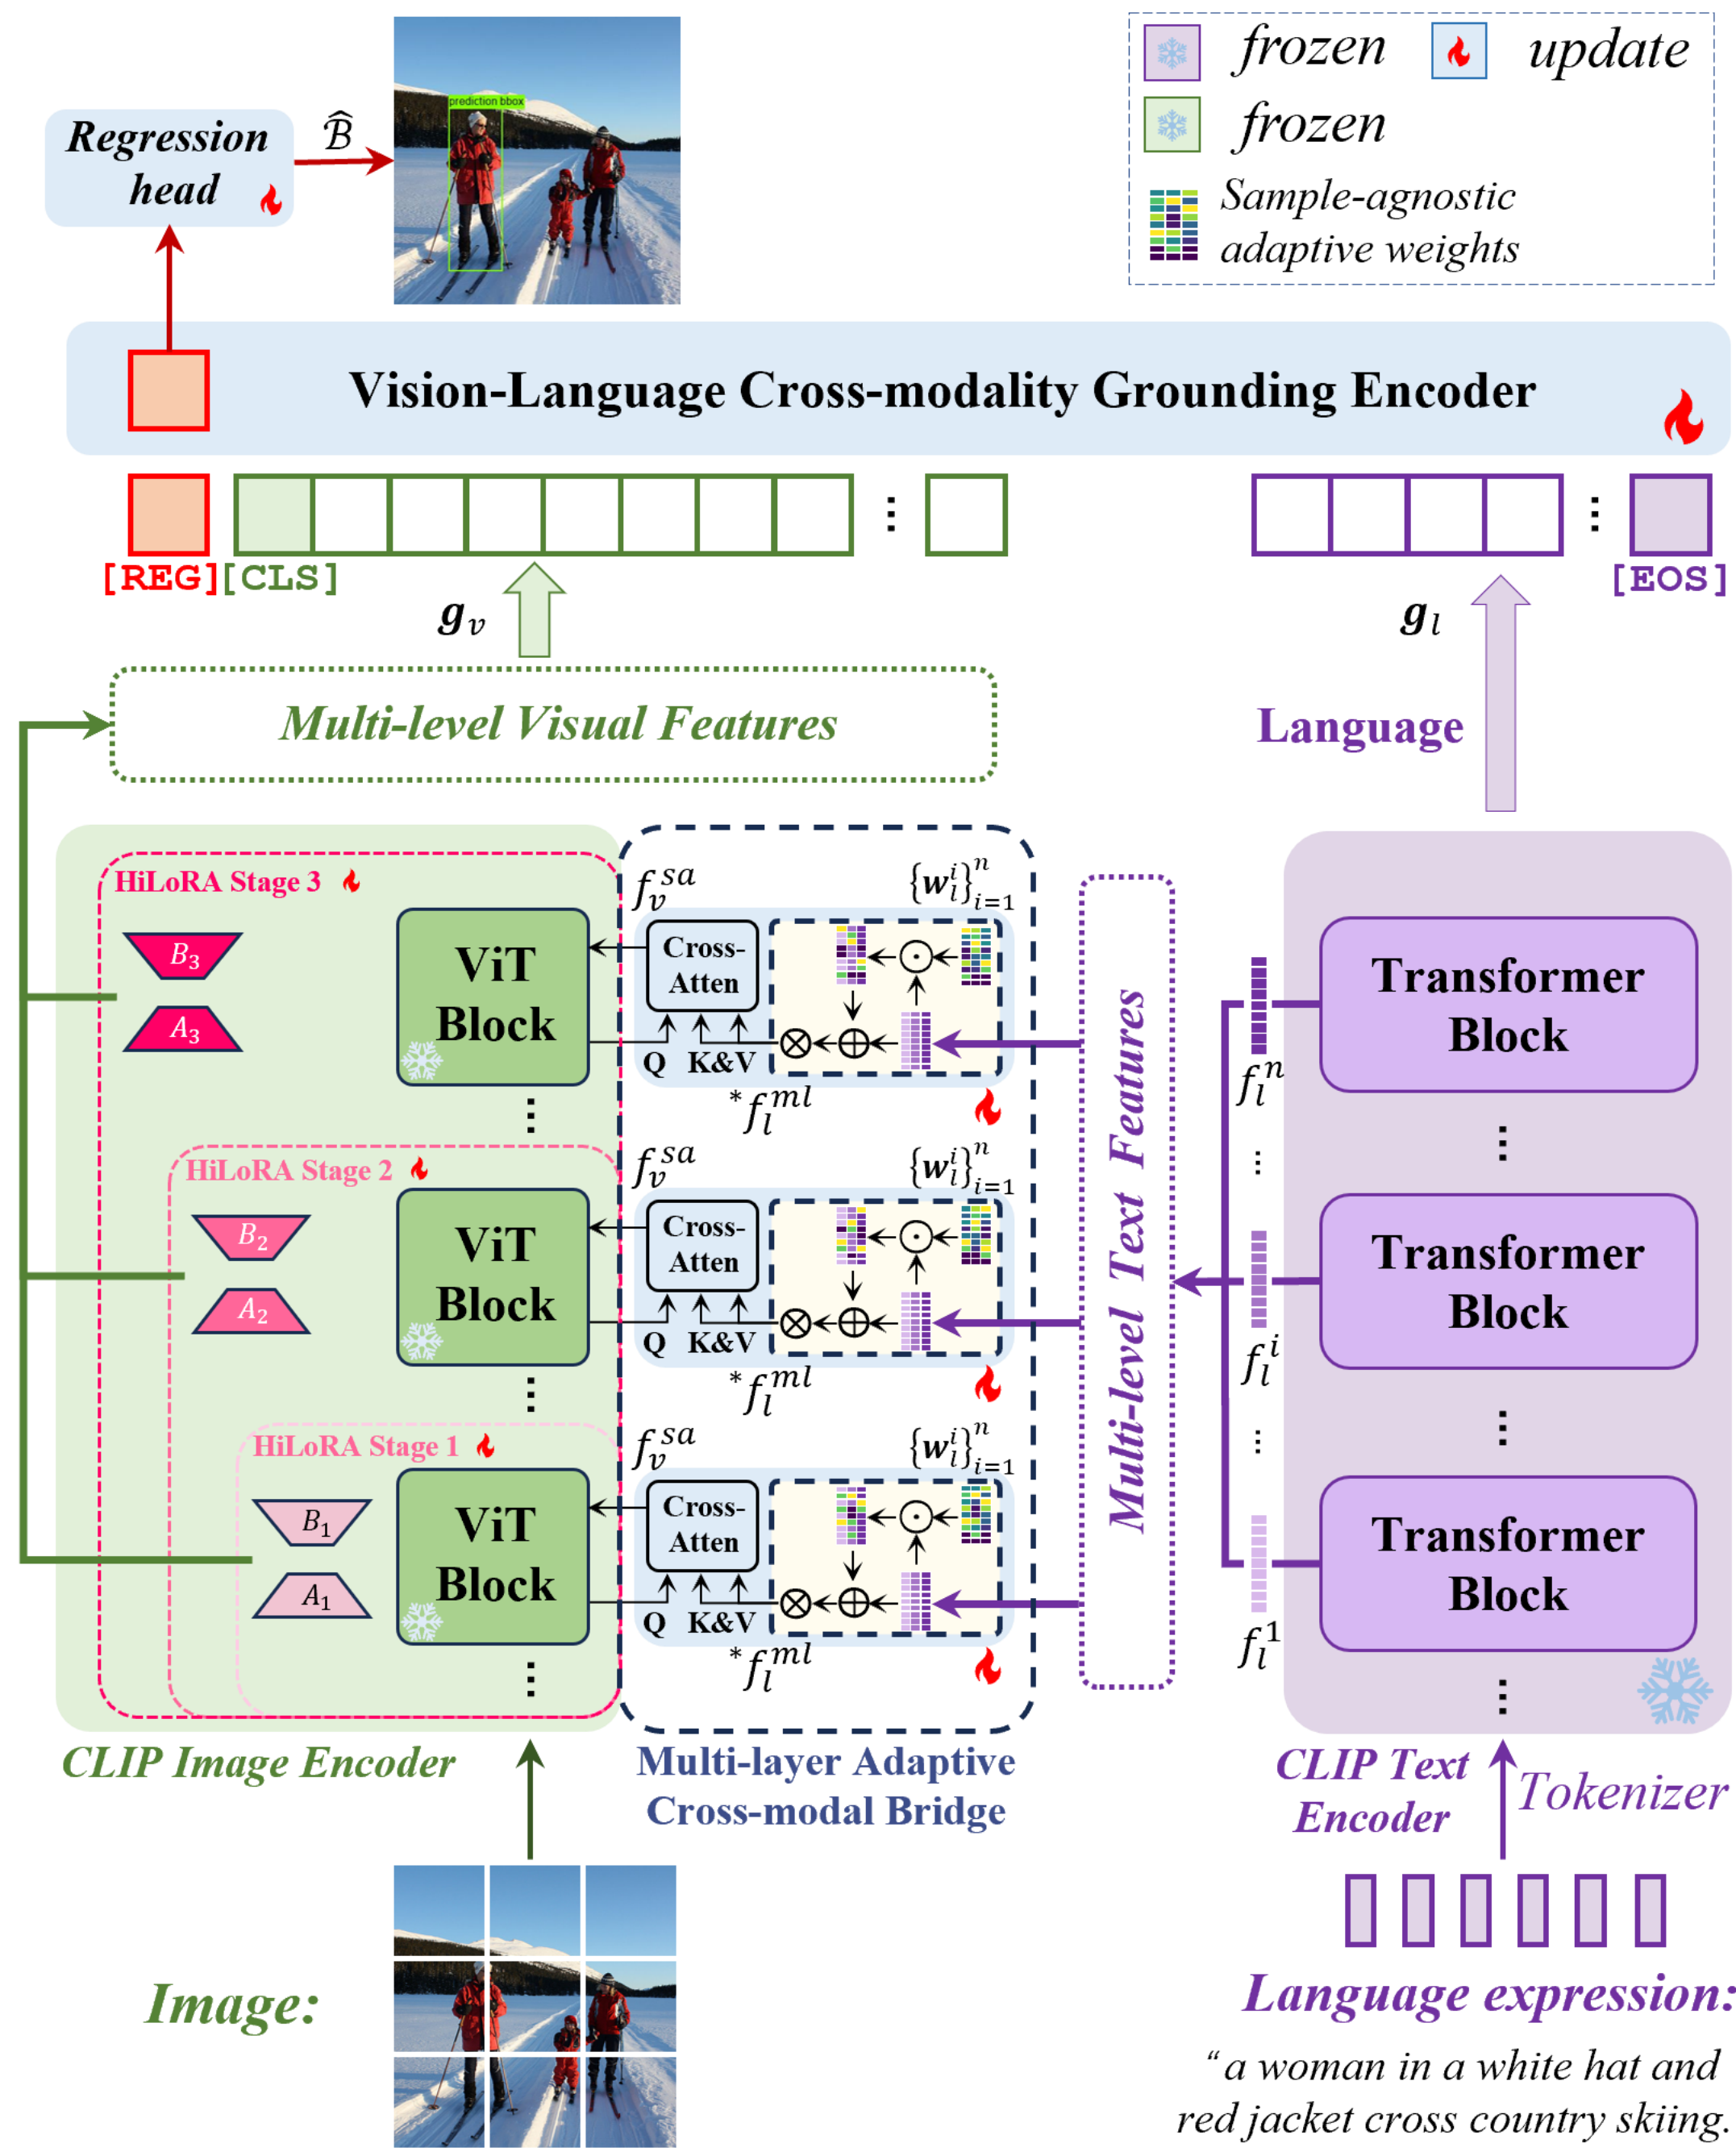 frozen
update
frozen
Sample-agnostic
adaptive weights
prediction bbox
Regression
head
B̂
Vision-Language Cross-modality Grounding Encoder
[REG]
[CLS]
[EOS]
g_v
g_l
Multi-level Visual Features
Language
HiLoRA Stage 3
B_3
A_3
ViT
Block
f_v^{sa}
{w_l^i}_{i=1}^n
Cross-
Atten
Q
K&V
*f_l^{ml}
HiLoRA Stage 2
B_2
A_2
ViT
Block
f_v^{sa}
{w_l^i}_{i=1}^n
Cross-
Atten
Q
K&V
*f_l^{ml}
HiLoRA Stage 1
B_1
A_1
ViT
Block
f_v^{sa}
{w_l^i}_{i=1}^n
Cross-
Atten
Q
K&V
*f_l^{ml}
Multi-level Text Features
Transformer
Block
f_l^n
Transformer
Block
f_l^i
Transformer
Block
f_l^1
CLIP Image Encoder
Multi-layer Adaptive
Cross-modal Bridge
CLIP Text
Encoder
Tokenizer
Image:
Language expression:
“a woman in a white hat and
red jacket cross country skiing.